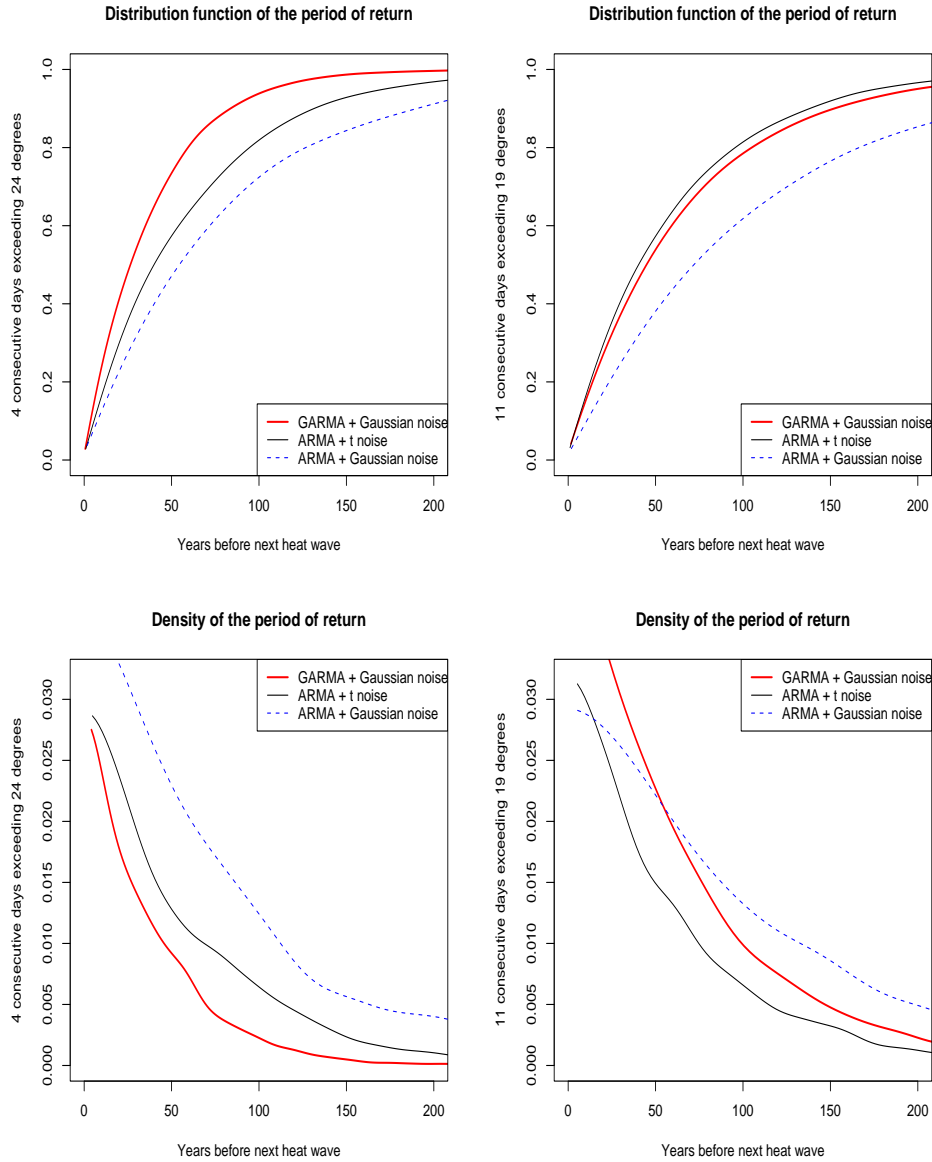 Distribution function of the period of return
4 consecutive days exceeding 24 degrees
1.0
0.8
0.6
0.4
0.2
0.0
GARMA + Gaussian noise
ARMA + t noise
ARMA + Gaussian noise
0 50 100 150 200
Years before next heat wave
Distribution function of the period of return
11 consecutive days exceeding 19 degrees
1.0
0.8
0.6
0.4
0.2
0.0
GARMA + Gaussian noise
ARMA + t noise
ARMA + Gaussian noise
0 50 100 150 200
Years before next heat wave
Density of the period of return
4 consecutive days exceeding 24 degrees
0.030
0.025
0.020
0.015
0.010
0.005
0.000
GARMA + Gaussian noise
ARMA + t noise
ARMA + Gaussian noise
0 50 100 150 200
Years before next heat wave
Density of the period of return
11 consecutive days exceeding 19 degrees
0.030
0.025
0.020
0.015
0.010
0.005
0.000
GARMA + Gaussian noise
ARMA + t noise
ARMA + Gaussian noise
0 50 100 150 200
Years before next heat wave